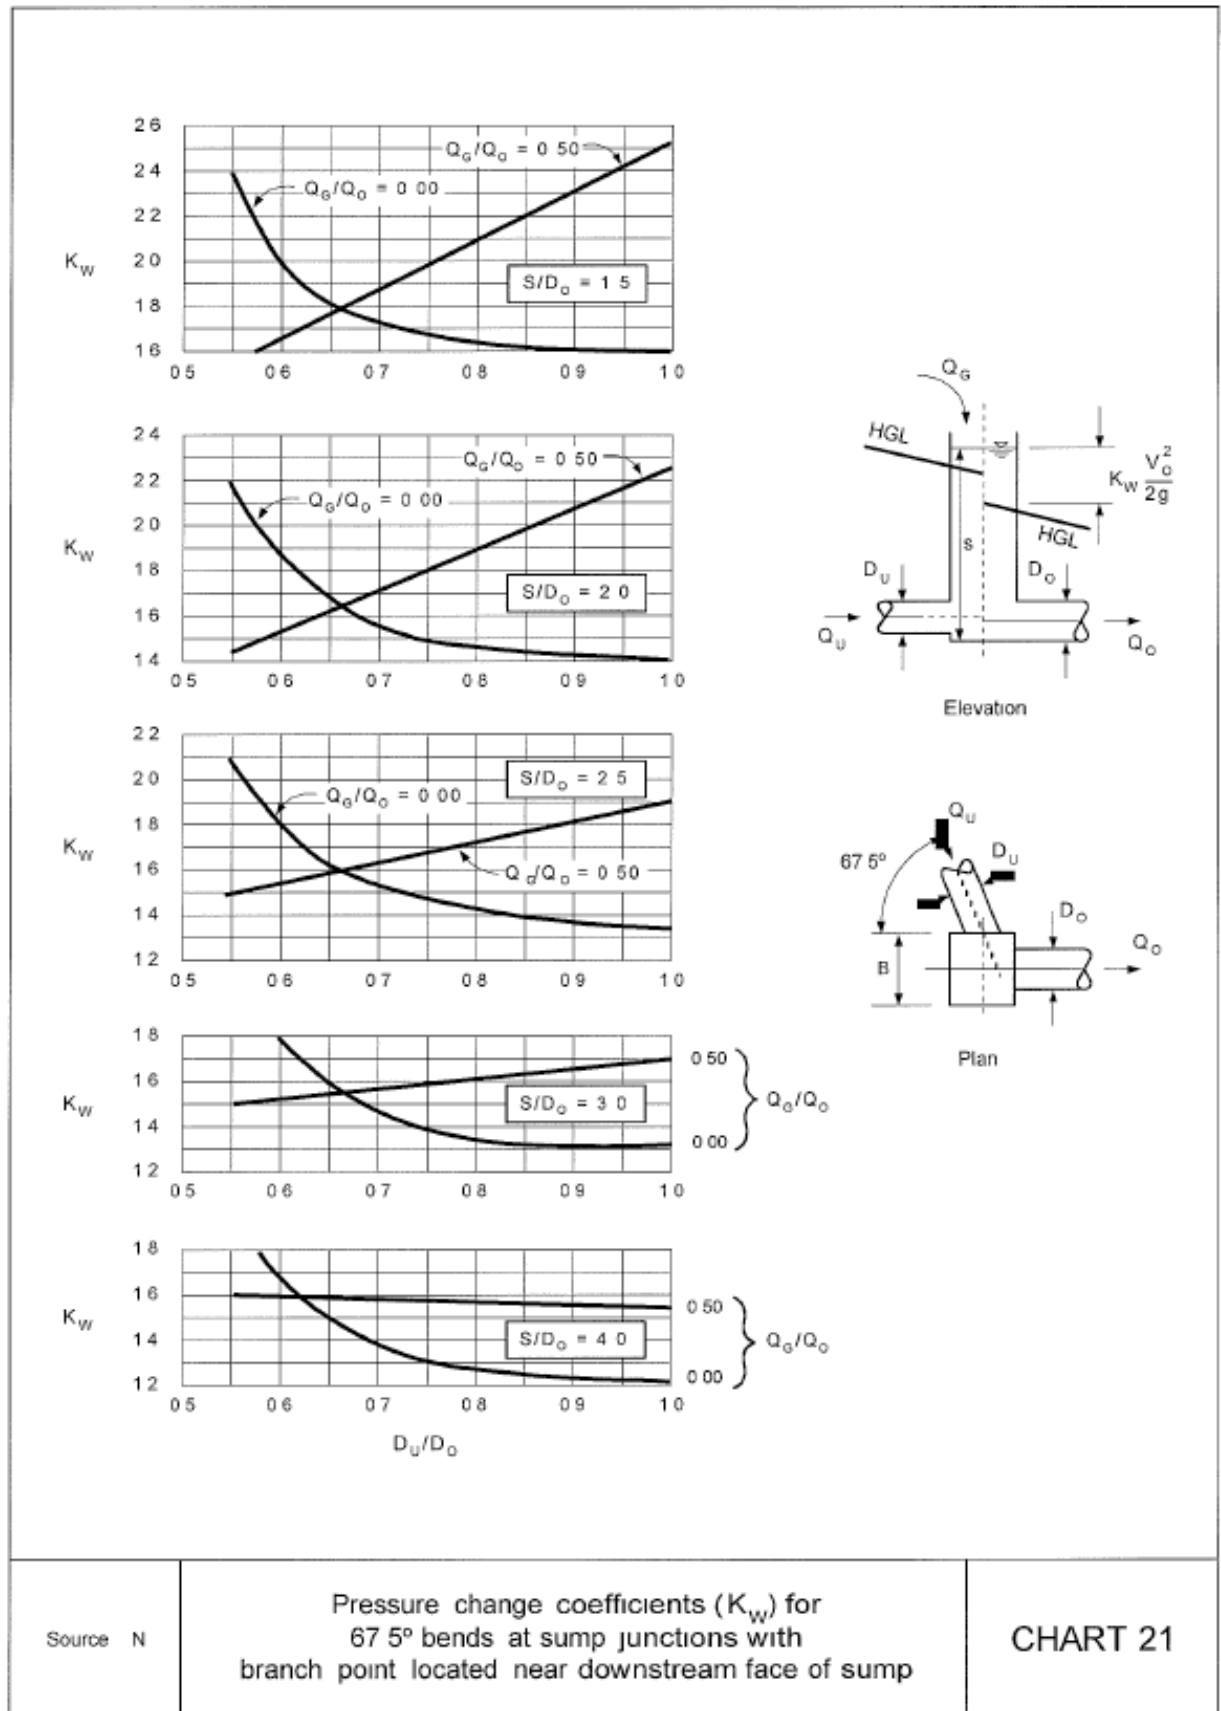 26
Q_G/Q_O = 0 50
24
Q_G/Q_O = 0 00
22
K_W 20
S/D_O = 1 5
18
16
0 5 0 6 0 7 0 8 0 9 1 0
2 4
Q_G/Q_O = 0 50
2 2
Q_G/Q_O = 0 00
2 0
K_W
1 8
S/D_O = 2 0
1 6
1 4
0 5 0 6 0 7 0 8 0 9 1 0
2 2
2 0 S/D_O = 2 5
Q_G/Q_O = 0 00
1 8
K_W
1 6
Q_G/Q_O = 0 50
1 4
1 2
0 5 0 6 0 7 0 8 0 9 1 0
1 8
0 50
1 6
K_W S/D_O = 3 0 Q_G/Q_O
1 4
0 00
1 2
0 5 0 6 0 7 0 8 0 9 1 0
1 8
1 6 0 50
K_W
S/D_O = 4 0 Q_G/Q_O
1 4
0 00
1 2
0 5 0 6 0 7 0 8 0 9 1 0
D_U/D_O
Q_G
HGL
K_W V_O^2/2g
S HGL
D_U D_O
Q_U Q_O
Elevation
Q_U
67 5° D_U
D_O
B Q_O
Plan
Source N
Pressure change coefficients (K_W) for
67 5° bends at sump junctions with
branch point located near downstream face of sump
CHART 21